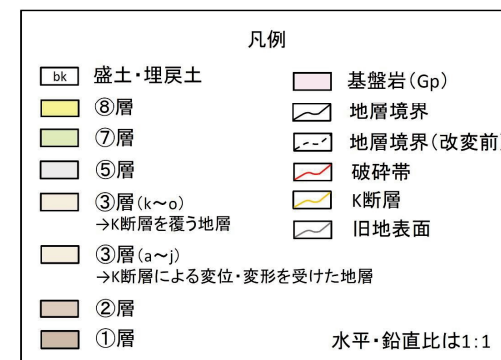 凡例
bk 盛土・埋戻土
⑧層
⑦層
⑤層
③層(k～o)
→K断層を覆う地層
③層(a～j)
→K断層による変位・変形を受けた地層
②層
①層
基盤岩(Gp)
地層境界
地層境界(改変前)
破砕帯
K断層
旧地表面
水平・鉛直比は1:1